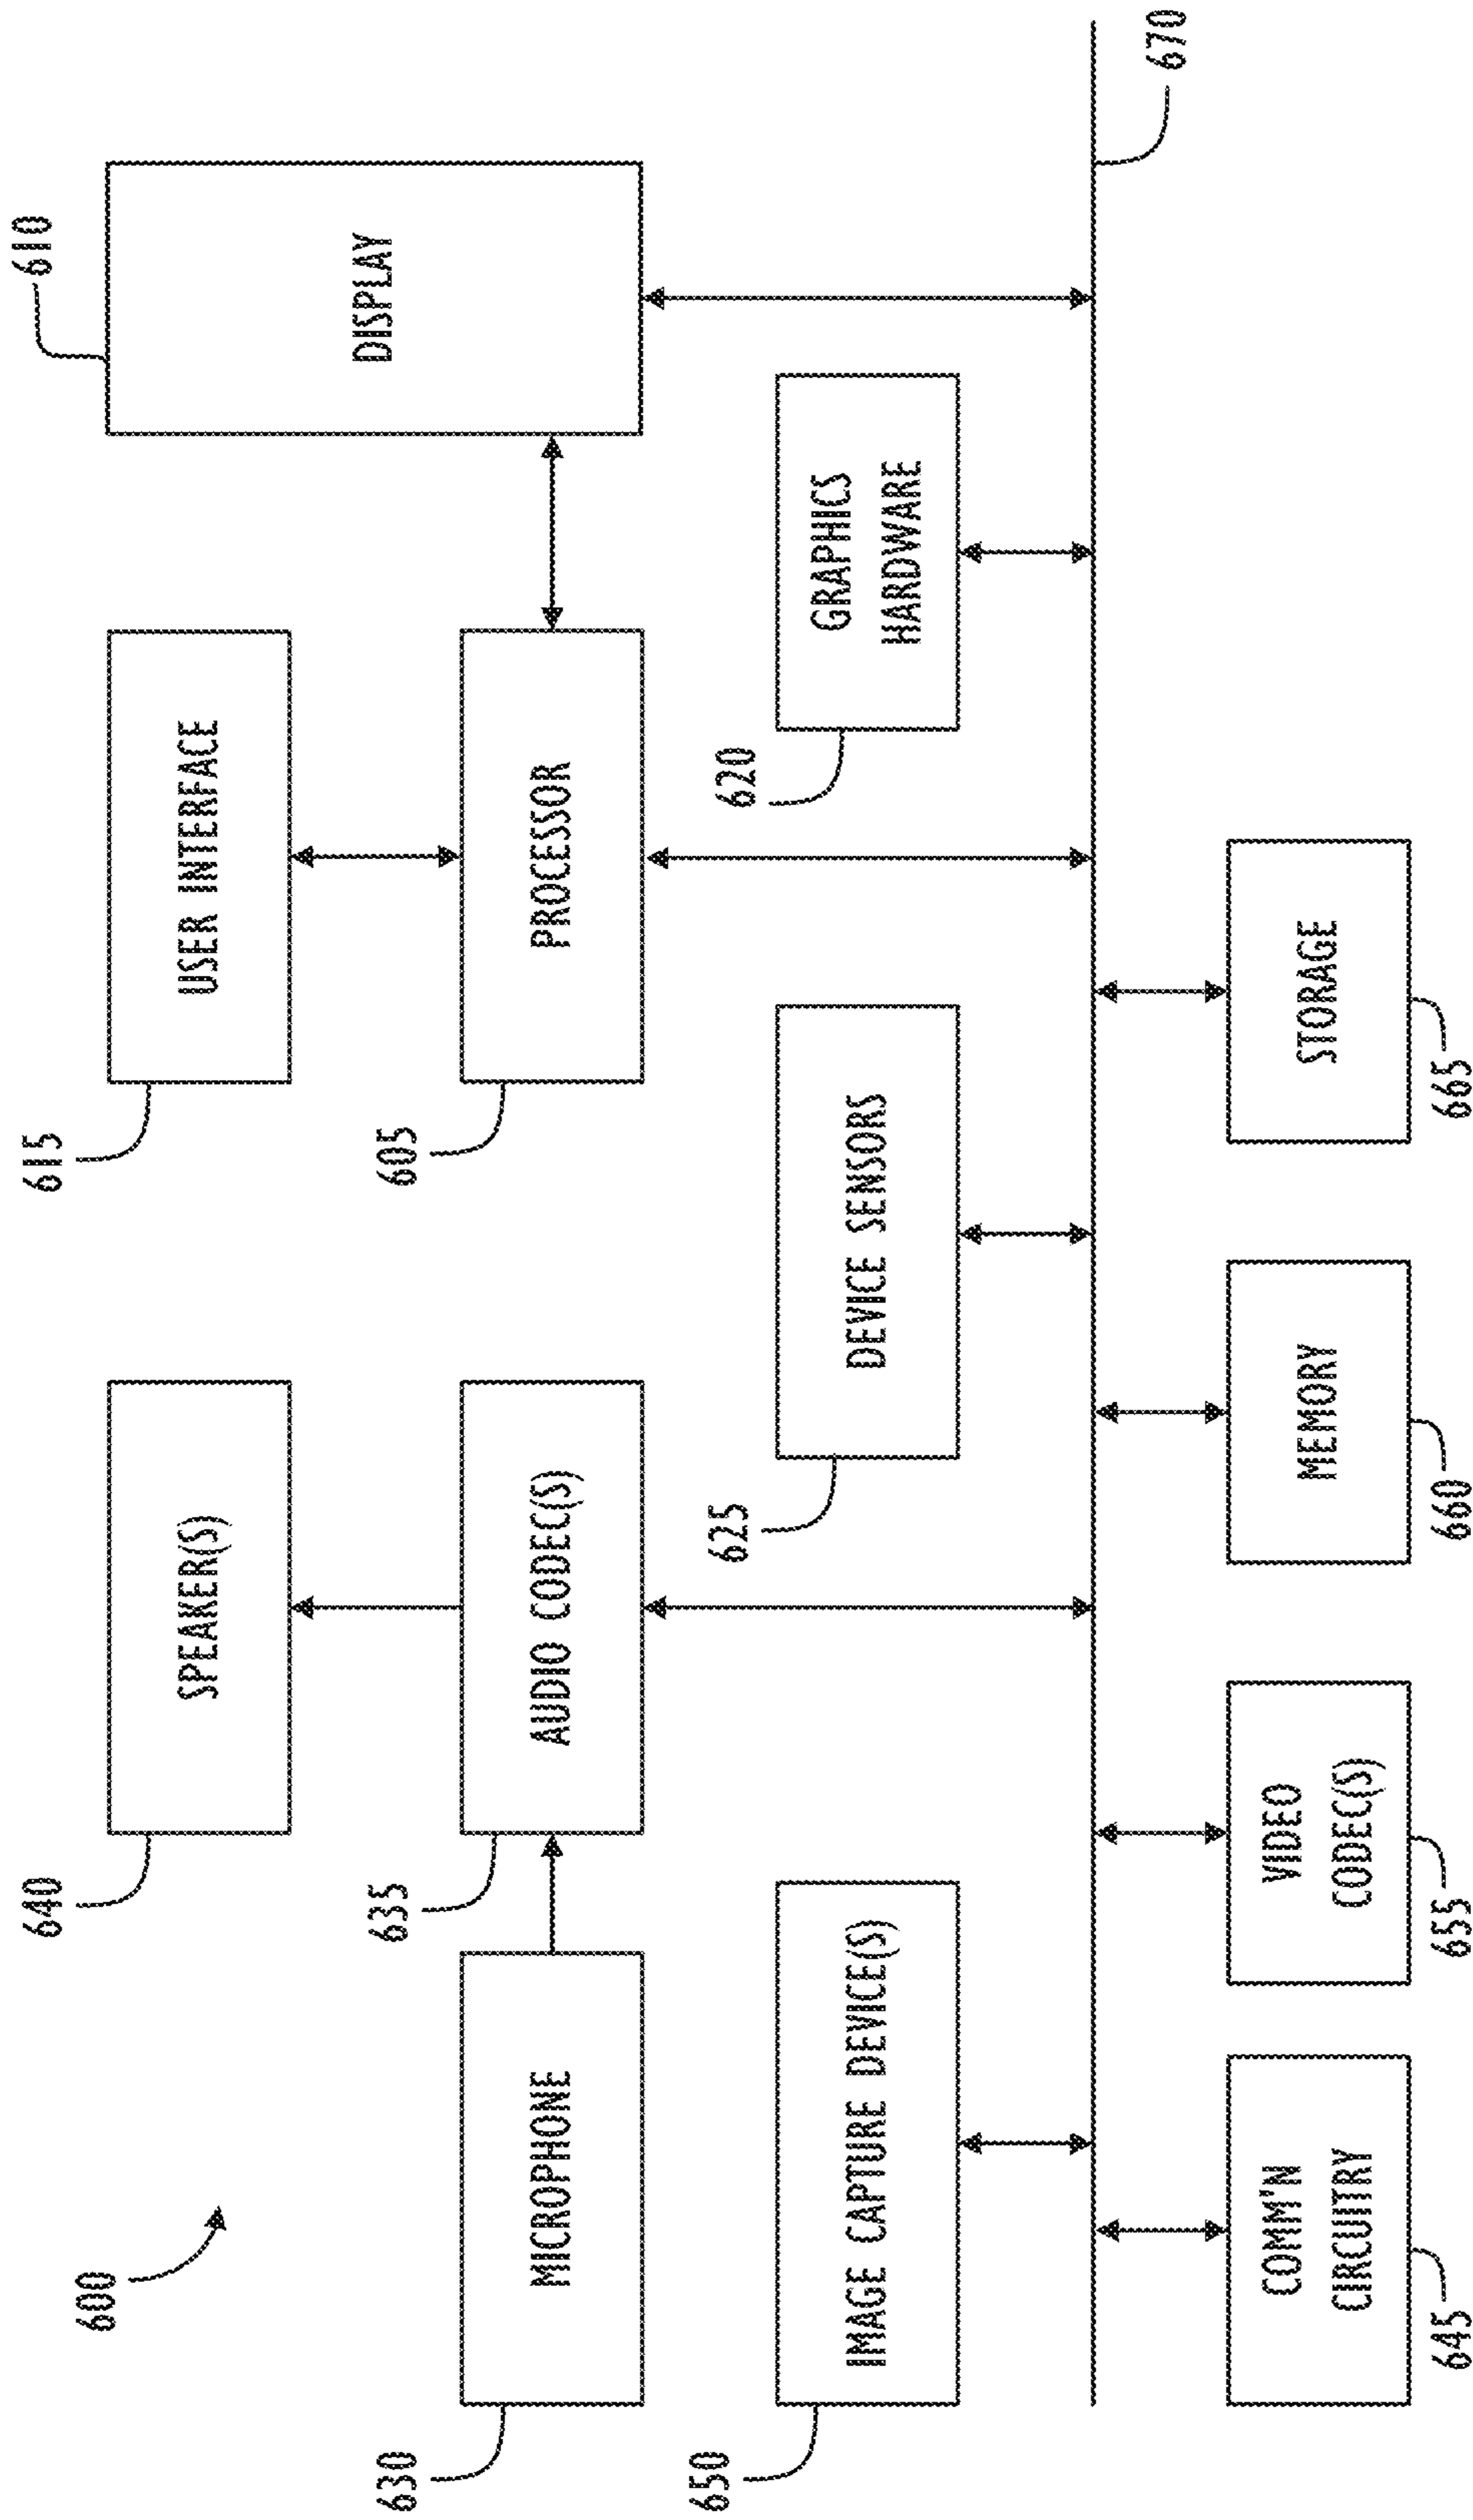 600
640
SPEAKER(S)
615
USER INTERFACE
610
DISPLAY
630
MICROPHONE
635
AUDIO CODEC(S)
605
PROCESSOR
650
IMAGE CAPTURE DEVICE(S)
625
DEVICE SENSORS
620
GRAPHICS
HARDWARE
670
COMM'N
CIRCUITRY
645
VIDEO
CODEC(S)
655
MEMORY
660
STORAGE
665